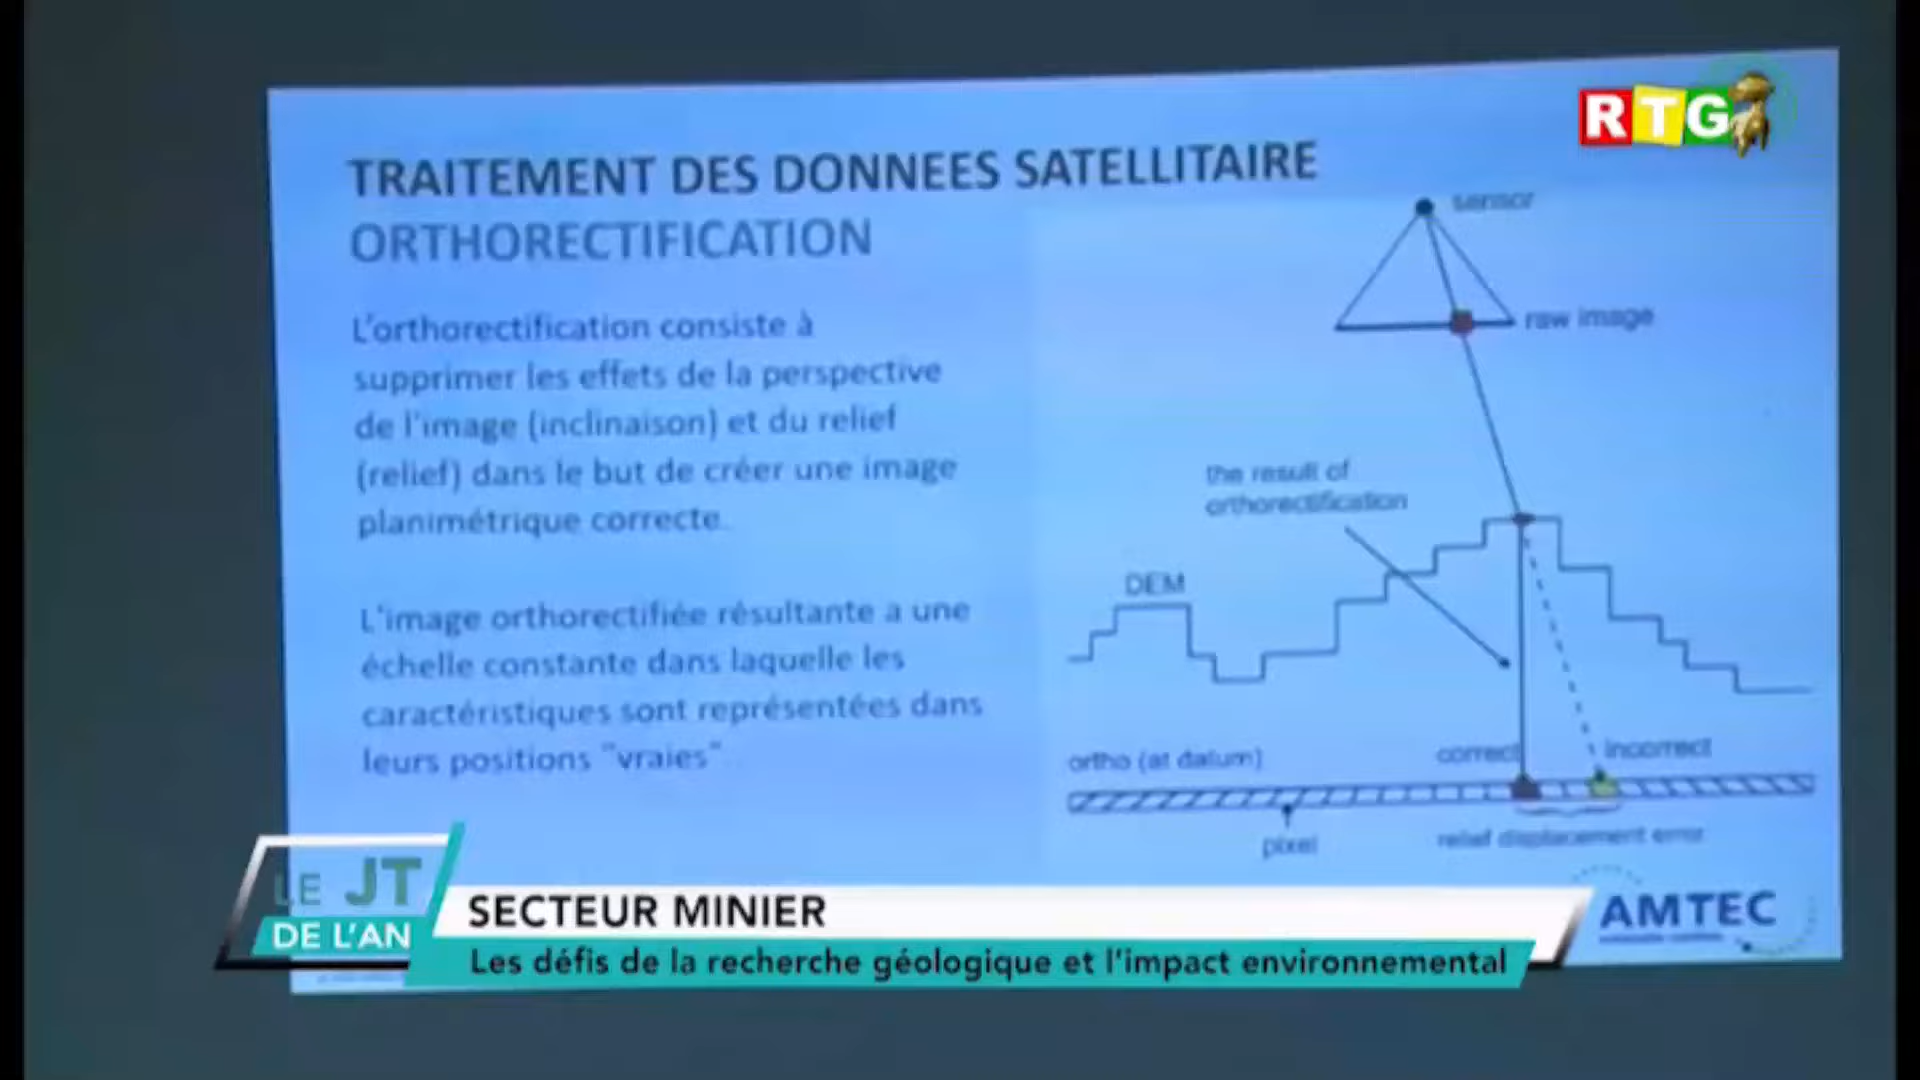 RTG
TRAITEMENT DES DONNEES SATELLITAIRE
ORTHORECTIFICATION
L'orthorectification consiste à
supprimer les effets de la perspective
de l'image (inclinaison) et du relief
(relief) dans le but de créer une image
planimétrique correcte.
L'image orthorectifiée résultante a une
échelle constante dans laquelle les
caractéristiques sont représentées dans
leurs positions "vraies".
sensor
raw image
the result of
orthorectification
DEM
ortho (at datum)
correct
incorrect
pixel
relief displacement error
AMTEC
LE JT
DE L'AN
SECTEUR MINIER
Les défis de la recherche géologique et l'impact environnemental